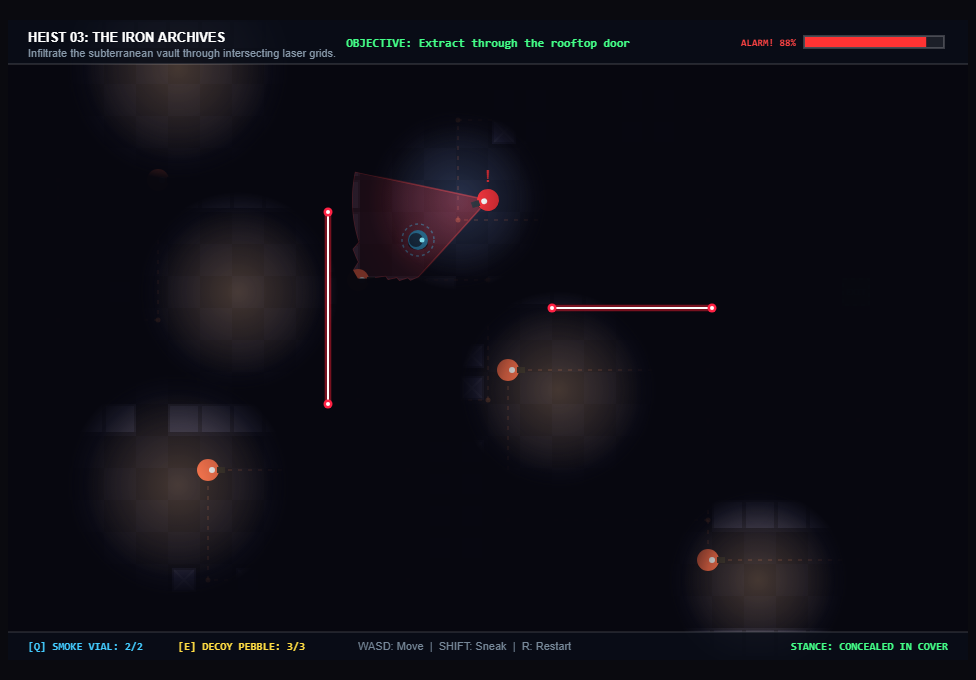 HEIST 03: THE IRON ARCHIVES
Infiltrate the subterranean vault through intersecting laser grids.
OBJECTIVE: Extract through the rooftop door
ALARM! 88%
!
[Q] SMOKE VIAL: 2/2
[E] DECOY PEBBLE: 3/3
WASD: Move | SHIFT: Sneak | R: Restart
STANCE: CONCEALED IN COVER